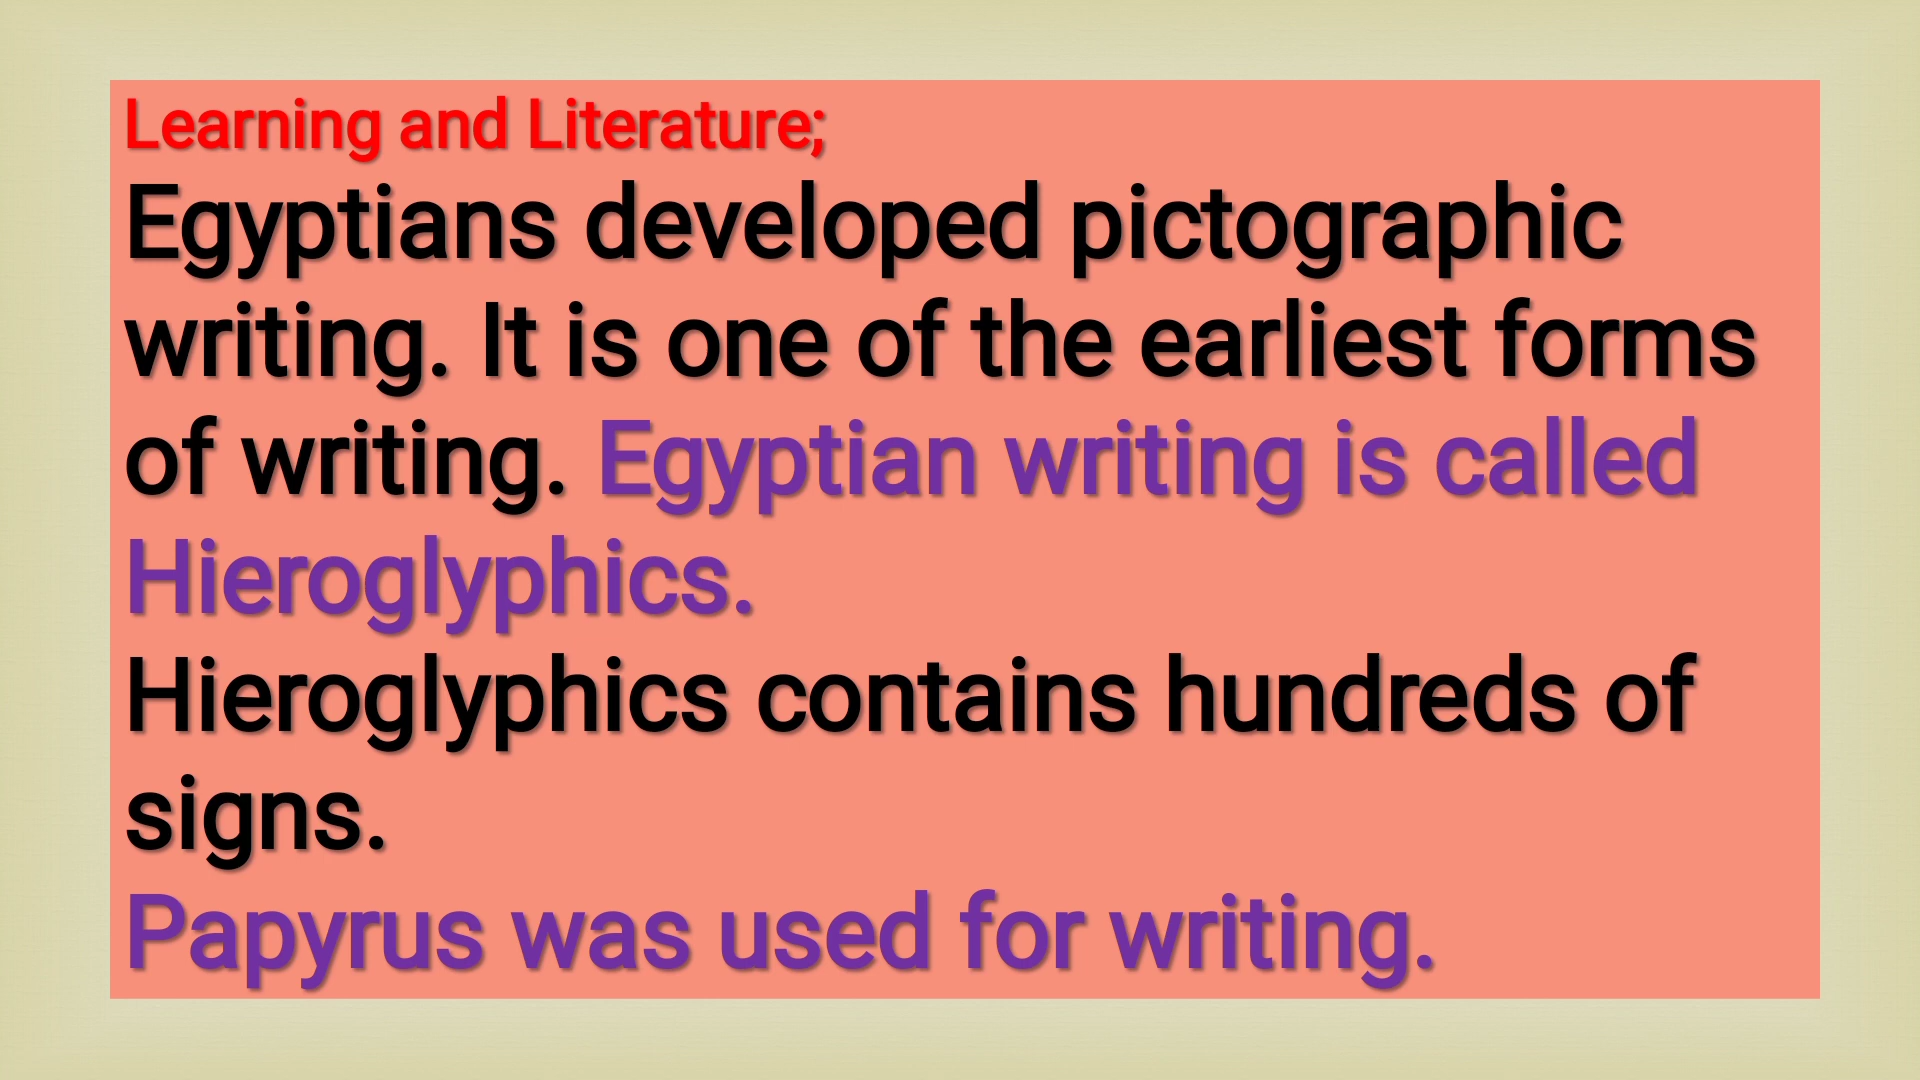 Learning and Literature;
Egyptians developed pictographic
writing. It is one of the earliest forms
of writing. Egyptian writing is called
Hieroglyphics.
Hieroglyphics contains hundreds of
signs.
Papyrus was used for writing.